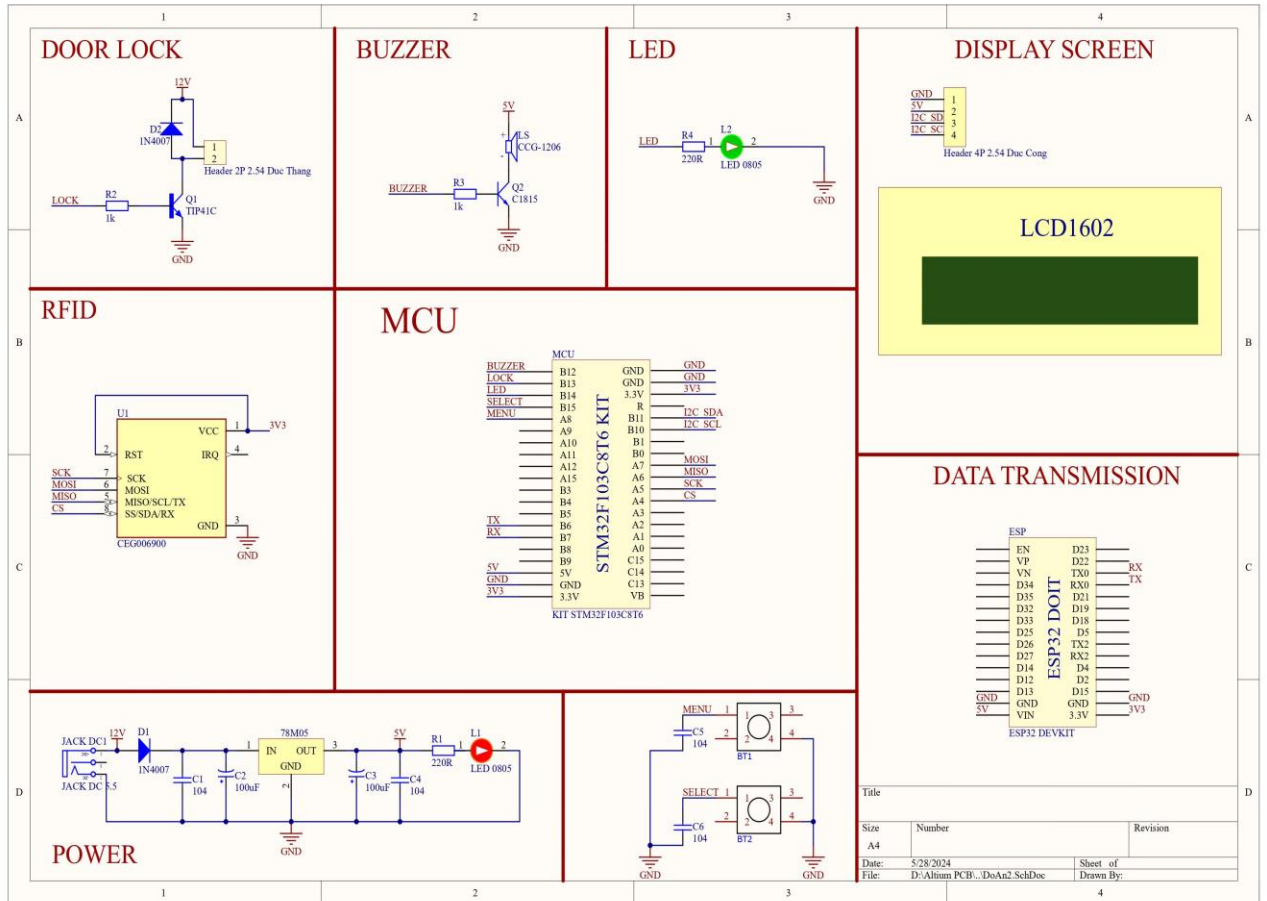 1 2 3 4
A
B
C
D
DOOR LOCK
12V
D2
1N4007
1
2
Header 2P 2.54 Duc Thang
LOCK
R2
1k
Q1
TIP41C
GND
BUZZER
5V
+
LS
CCG-1206
-
BUZZER
R3
1k
Q2
C1815
GND
LED
LED
R4
220R
1
L2
2
LED 0805
GND
DISPLAY SCREEN
GND 1
5V 2
I2C SD 3
I2C SC 4
Header 4P 2.54 Duc Cong
LCD1602
A
B
C
D
RFID
U1
VCC 1 3V3
2 RST IRQ 4
SCK 7 SCK
MOSI 6 MOSI
MISO 5 MISO/SCL/TX
CS 8 SS/SDA/RX
GND 3
GND
CEG006900
MCU
MCU
BUZZER B12 GND GND
LOCK B13 GND GND
LED B14 3.3V 3V3
SELECT B15 R
MENU A8 B11 I2C SDA
A9 B10 I2C SCL
A10 B1
A11 B0
A12 A7 MOSI
A15 A6 MISO
B3 A5 SCK
B4 A4 CS
B5 A3
TX B6 A2
RX B7 A1
B8 A0
B9 C15
5V 5V C14
GND GND C13
3V3 3.3V VB
STM32F103C8T6 KIT
KIT STM32F103C8T6
DATA TRANSMISSION
ESP
EN D23
VP D22
VN TX0 RX
D34 RX0 TX
D35 D21
D32 D19
D33 D18
D25 D5
D26 TX2
D27 RX2
D14 D4
D12 D2
D13 D15
GND GND GND GND
5V VIN 3.3V 3V3
ESP32 DOIT
ESP32 DEVKIT
JACK DC1
JACK DC 5.5
12V
D1
1N4007
C1
104
C2
100uF
78M05
1 IN OUT 3
GND
2
GND
C3
100uF
5V
C4
104
R1
220R
1
L1
2
LED 0805
POWER
MENU 1 1 3 3
2 2 4 4
C5
104
BT1
SELECT 1 1 3 3
2 2 4 4
C6
104
BT2
GND
GND
Title
Size Number Revision
A4
Date: 5/28/2024 Sheet of
File: D:\Altium PCB\..\DoAn2.SchDoc Drawn By:
1 2 3 4